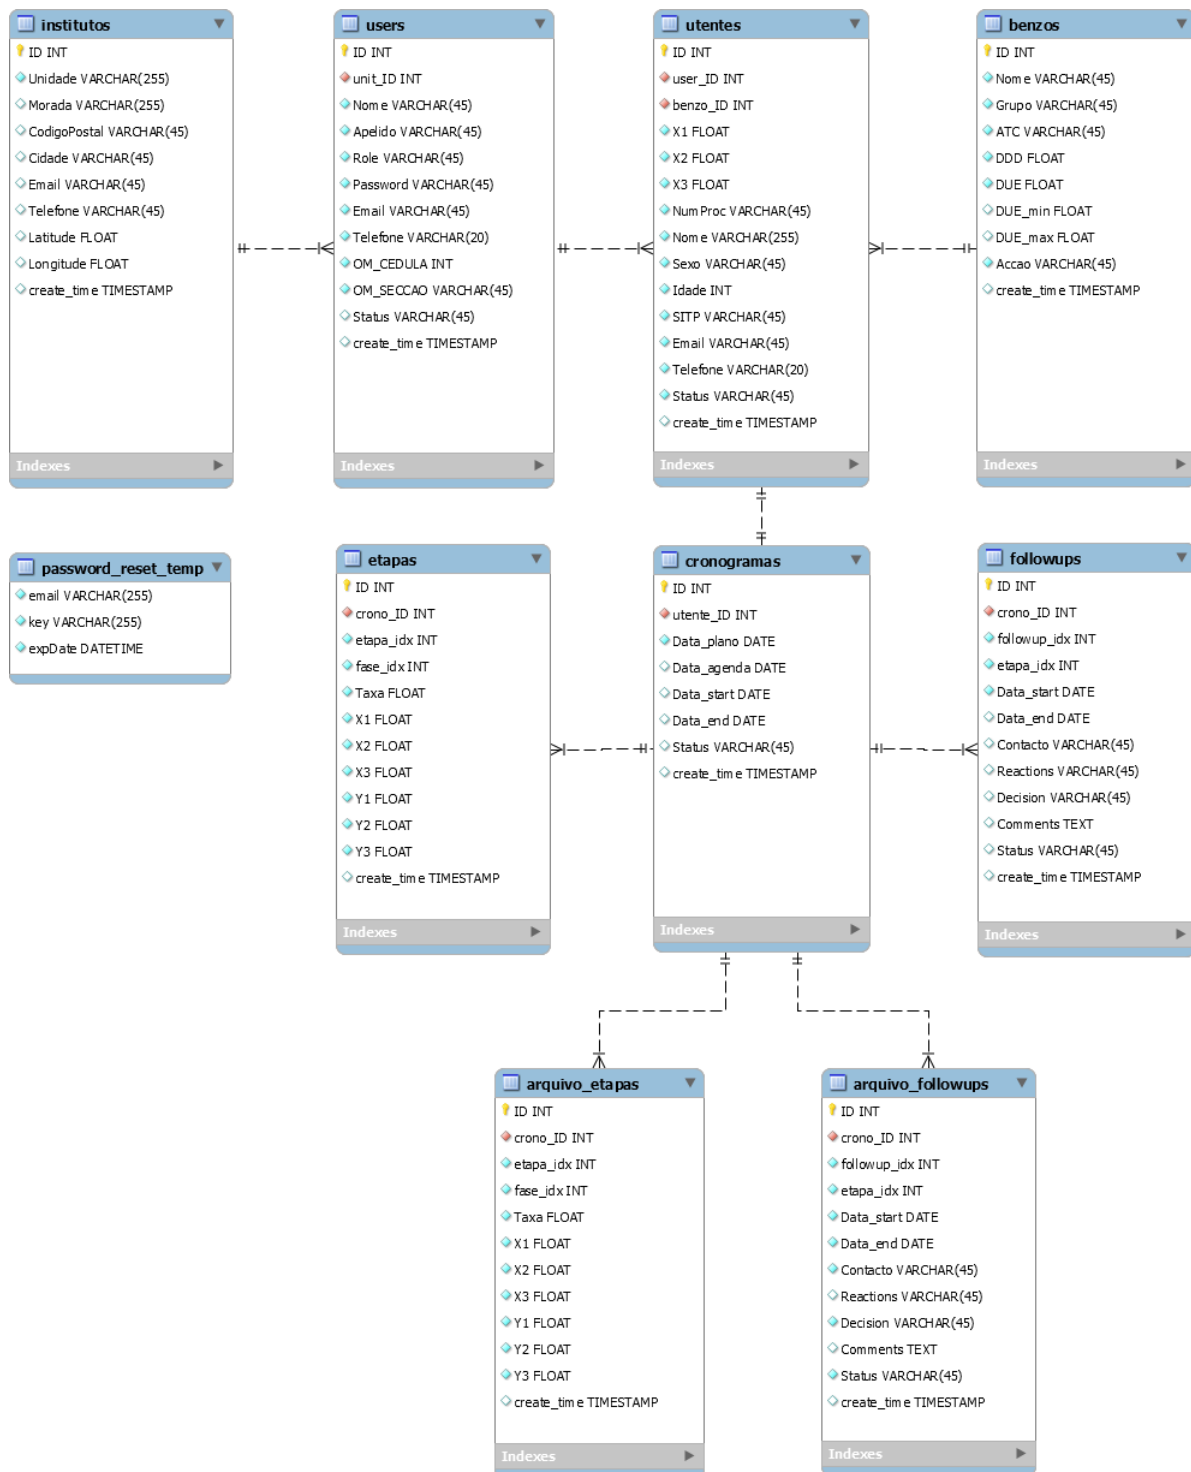 institutos
ID INT
Unidade VARCHAR(255)
Morada VARCHAR(255)
CodigoPostal VARCHAR(45)
Cidade VARCHAR(45)
Email VARCHAR(45)
Telefone VARCHAR(45)
Latitude FLOAT
Longitude FLOAT
create_time TIMESTAMP
Indexes
users
ID INT
unit_ID INT
Nome VARCHAR(45)
Apelido VARCHAR(45)
Role VARCHAR(45)
Password VARCHAR(45)
Email VARCHAR(45)
Telefone VARCHAR(20)
OM_CEDULA INT
OM_SECCAO VARCHAR(45)
Status VARCHAR(45)
create_time TIMESTAMP
Indexes
utentes
ID INT
user_ID INT
benzo_ID INT
X1 FLOAT
X2 FLOAT
X3 FLOAT
NumProc VARCHAR(45)
Nome VARCHAR(255)
Sexo VARCHAR(45)
Idade INT
SITP VARCHAR(45)
Email VARCHAR(45)
Telefone VARCHAR(20)
Status VARCHAR(45)
create_time TIMESTAMP
Indexes
benzos
ID INT
Nome VARCHAR(45)
Grupo VARCHAR(45)
ATC VARCHAR(45)
DDD FLOAT
DUE FLOAT
DUE_min FLOAT
DUE_max FLOAT
Accao VARCHAR(45)
create_time TIMESTAMP
Indexes
password_reset_temp
email VARCHAR(255)
key VARCHAR(255)
expDate DATETIME
etapas
ID INT
crono_ID INT
etapa_idx INT
fase_idx INT
Taxa FLOAT
X1 FLOAT
X2 FLOAT
X3 FLOAT
Y1 FLOAT
Y2 FLOAT
Y3 FLOAT
create_time TIMESTAMP
Indexes
cronogramas
ID INT
utente_ID INT
Data_plano DATE
Data_agenda DATE
Data_start DATE
Data_end DATE
Status VARCHAR(45)
create_time TIMESTAMP
Indexes
followups
ID INT
crono_ID INT
followup_idx INT
etapa_idx INT
Data_start DATE
Data_end DATE
Contacto VARCHAR(45)
Reactions VARCHAR(45)
Decision VARCHAR(45)
Comments TEXT
Status VARCHAR(45)
create_time TIMESTAMP
Indexes
arquivo_etapas
ID INT
crono_ID INT
etapa_idx INT
fase_idx INT
Taxa FLOAT
X1 FLOAT
X2 FLOAT
X3 FLOAT
Y1 FLOAT
Y2 FLOAT
Y3 FLOAT
create_time TIMESTAMP
Indexes
arquivo_followups
ID INT
crono_ID INT
followup_idx INT
etapa_idx INT
Data_start DATE
Data_end DATE
Contacto VARCHAR(45)
Reactions VARCHAR(45)
Decision VARCHAR(45)
Comments TEXT
Status VARCHAR(45)
create_time TIMESTAMP
Indexes